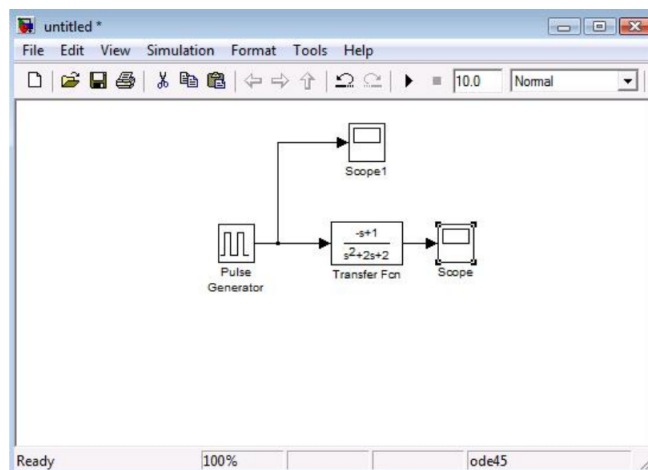 untitled *
File Edit View Simulation Format Tools Help
10.0 Normal
Scope1
-s+1
s²+2s+2
Pulse
Generator
Transfer Fcn
Scope
Ready 100% ode45